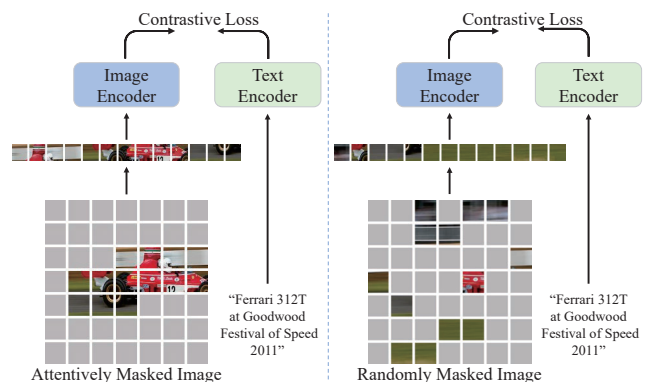 Contrastive Loss
Image
Encoder
Text
Encoder
12
“Ferrari 312T
at Goodwood
Festival of Speed
2011”
Attentively Masked Image
Contrastive Loss
Image
Encoder
Text
Encoder
“Ferrari 312T
at Goodwood
Festival of Speed
2011”
Randomly Masked Image